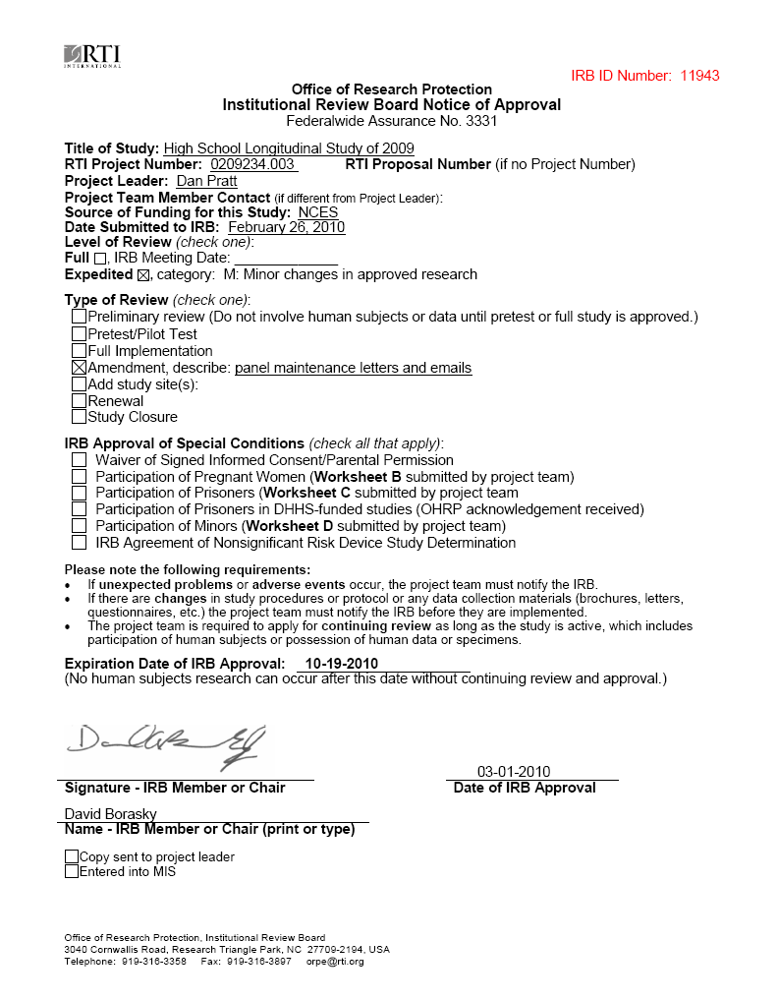 RTI
INTERNATIONAL
IRB ID Number: 11943
Office of Research Protection
Institutional Review Board Notice of Approval
Federalwide Assurance No. 3331
Title of Study: High School Longitudinal Study of 2009
RTI Project Number: 0209234.003 RTI Proposal Number (if no Project Number)
Project Leader: Dan Pratt
Project Team Member Contact (if different from Project Leader):
Source of Funding for this Study: NCES
Date Submitted to IRB: February 26, 2010
Level of Review (check one):
Full ☐, IRB Meeting Date: _____________
Expedited ☒, category: M: Minor changes in approved research
Type of Review (check one):
☐Preliminary review (Do not involve human subjects or data until pretest or full study is approved.)
☐Pretest/Pilot Test
☐Full Implementation
☒Amendment, describe: panel maintenance letters and emails
☐Add study site(s):
☐Renewal
☐Study Closure
IRB Approval of Special Conditions (check all that apply):
☐ Waiver of Signed Informed Consent/Parental Permission
☐ Participation of Pregnant Women (Worksheet B submitted by project team)
☐ Participation of Prisoners (Worksheet C submitted by project team
☐ Participation of Prisoners in DHHS-funded studies (OHRP acknowledgement received)
☐ Participation of Minors (Worksheet D submitted by project team)
☐ IRB Agreement of Nonsignificant Risk Device Study Determination
Please note the following requirements:
• If unexpected problems or adverse events occur, the project team must notify the IRB.
• If there are changes in study procedures or protocol or any data collection materials (brochures, letters,
questionnaires, etc.) the project team must notify the IRB before they are implemented.
• The project team is required to apply for continuing review as long as the study is active, which includes
participation of human subjects or possession of human data or specimens.
Expiration Date of IRB Approval: 10-19-2010
(No human subjects research can occur after this date without continuing review and approval.)
03-01-2010
Signature - IRB Member or Chair Date of IRB Approval
David Borasky
Name - IRB Member or Chair (print or type)
☐Copy sent to project leader
☐Entered into MIS
Office of Research Protection, Institutional Review Board
3040 Cornwallis Road, Research Triangle Park, NC 27709-2194, USA
Telephone: 919-316-3358 Fax: 919-316-3897 orpe@rti.org